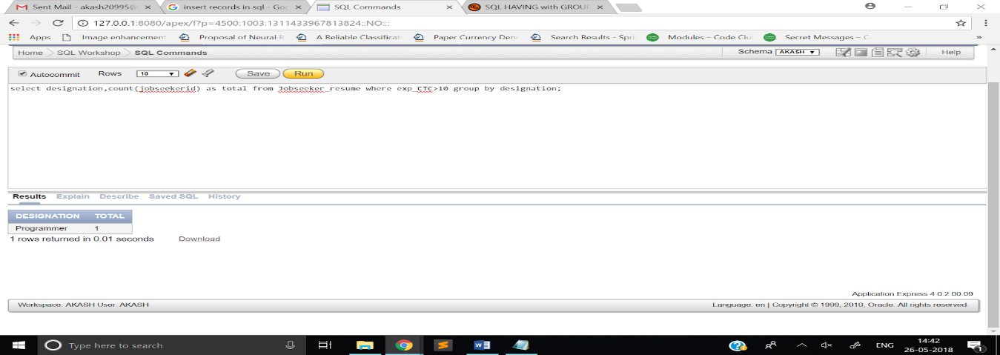 Sent Mail - akash20995@
insert records in sql - Goo
SQL Commands
SQL HAVING with GROUP
127.0.0.1:8080/apex/f?p=4500:1003:1311433967813824::NO:::
Apps Image enhancement Proposal of Neural R A Reliable Classificati Paper Currency Deno Search Results - Spri Modules – Code Clu Secret Messages – C »
Home SQL Workshop SQL Commands Schema AKASH Help
Autocommit Rows 10 Save Run
select designation,count(jobseekerid) as total from Jobseeker_resume where exp_CTC>10 group by designation;
Results Explain Describe Saved SQL History
DESIGNATION TOTAL
Programmer 1
1 rows returned in 0.01 seconds Download
Application Express 4.0.2.00.09
Workspace: AKASH User: AKASH Language: en | Copyright © 1999, 2010, Oracle. All rights reserved.
Type here to search ENG 14:42
26-05-2018 1